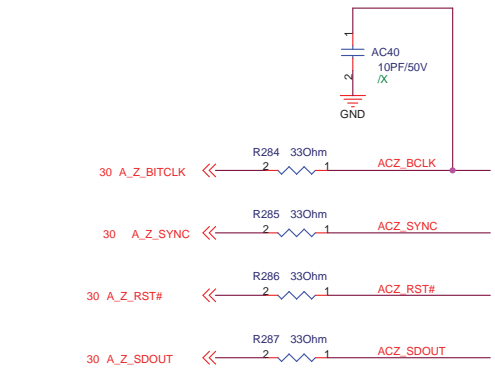 1
AC40
10PF/50V
2
/X
GND
R284 33Ohm
30 A_Z_BITCLK 2 1 ACZ_BCLK
R285 33Ohm
30 A_Z_SYNC 2 1 ACZ_SYNC
R286 33Ohm
30 A_Z_RST# 2 1 ACZ_RST#
R287 33Ohm
30 A_Z_SDOUT 2 1 ACZ_SDOUT